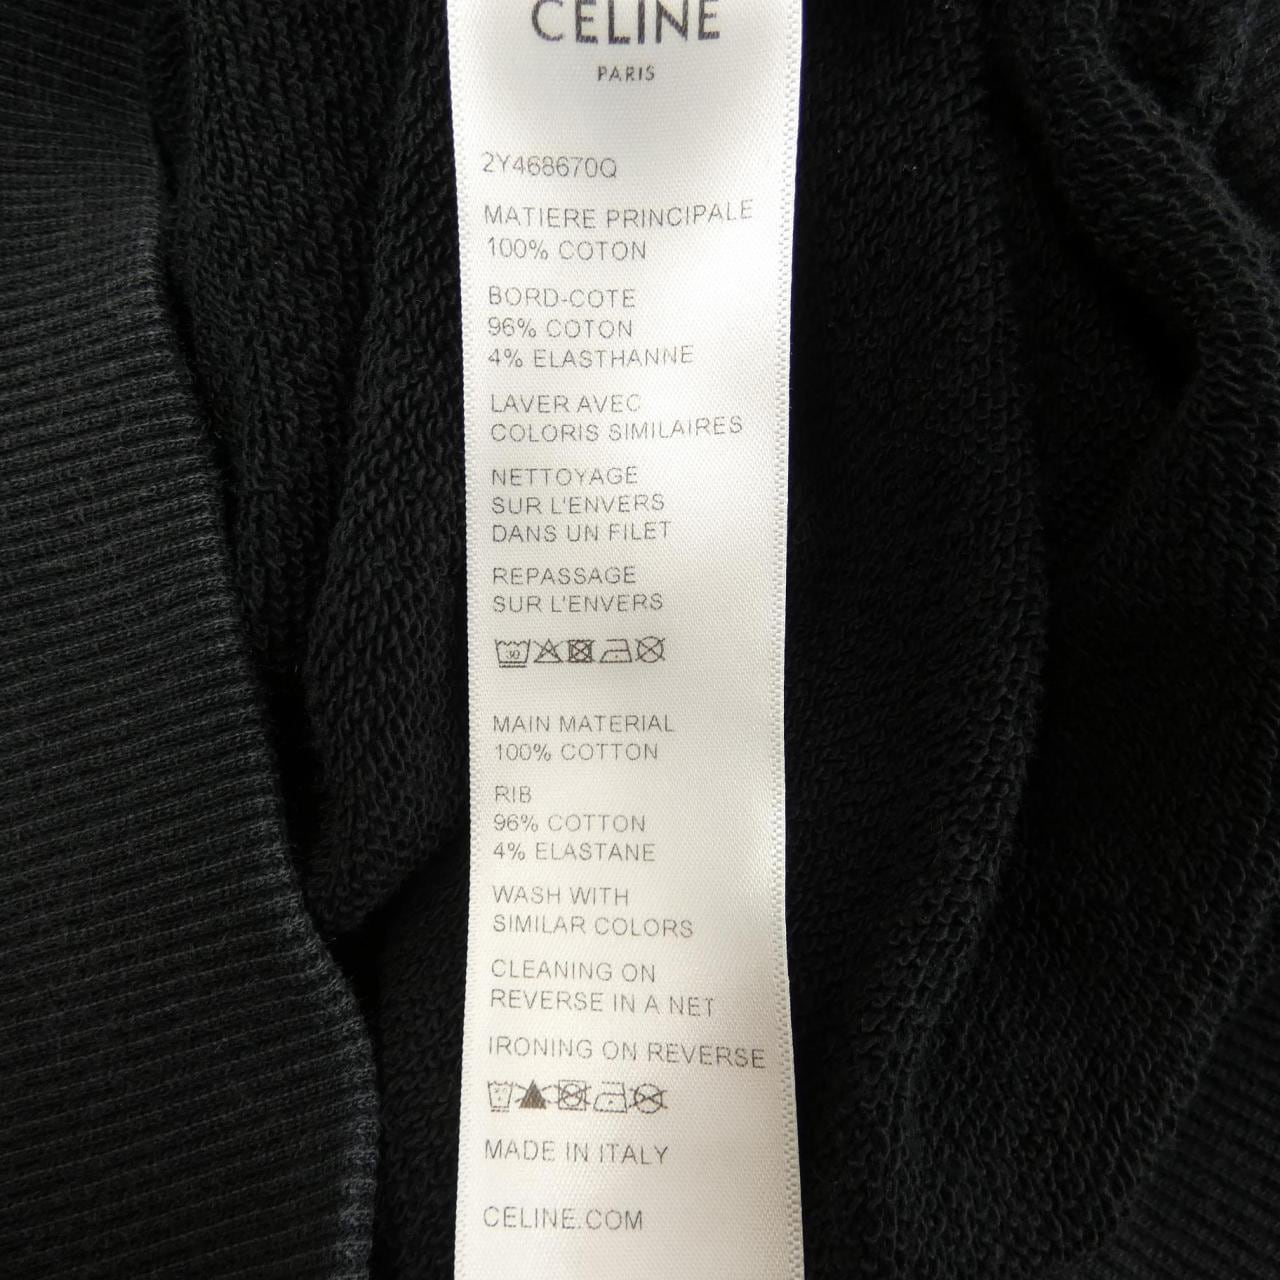 CELINE
PARIS
2Y468670Q
MATIERE PRINCIPALE
100% COTON
BORD-COTE
96% COTON
4% ELASTHANNE
LAVER AVEC
COLORIS SIMILAIRES
NETTOYAGE
SUR L'ENVERS
DANS UN FILET
REPASSAGE
SUR L'ENVERS
30
MAIN MATERIAL
100% COTTON
RIB
96% COTTON
4% ELASTANE
WASH WITH
SIMILAR COLORS
CLEANING ON
REVERSE IN A NET
IRONING ON REVERSE
MADE IN ITALY
CELINE.COM